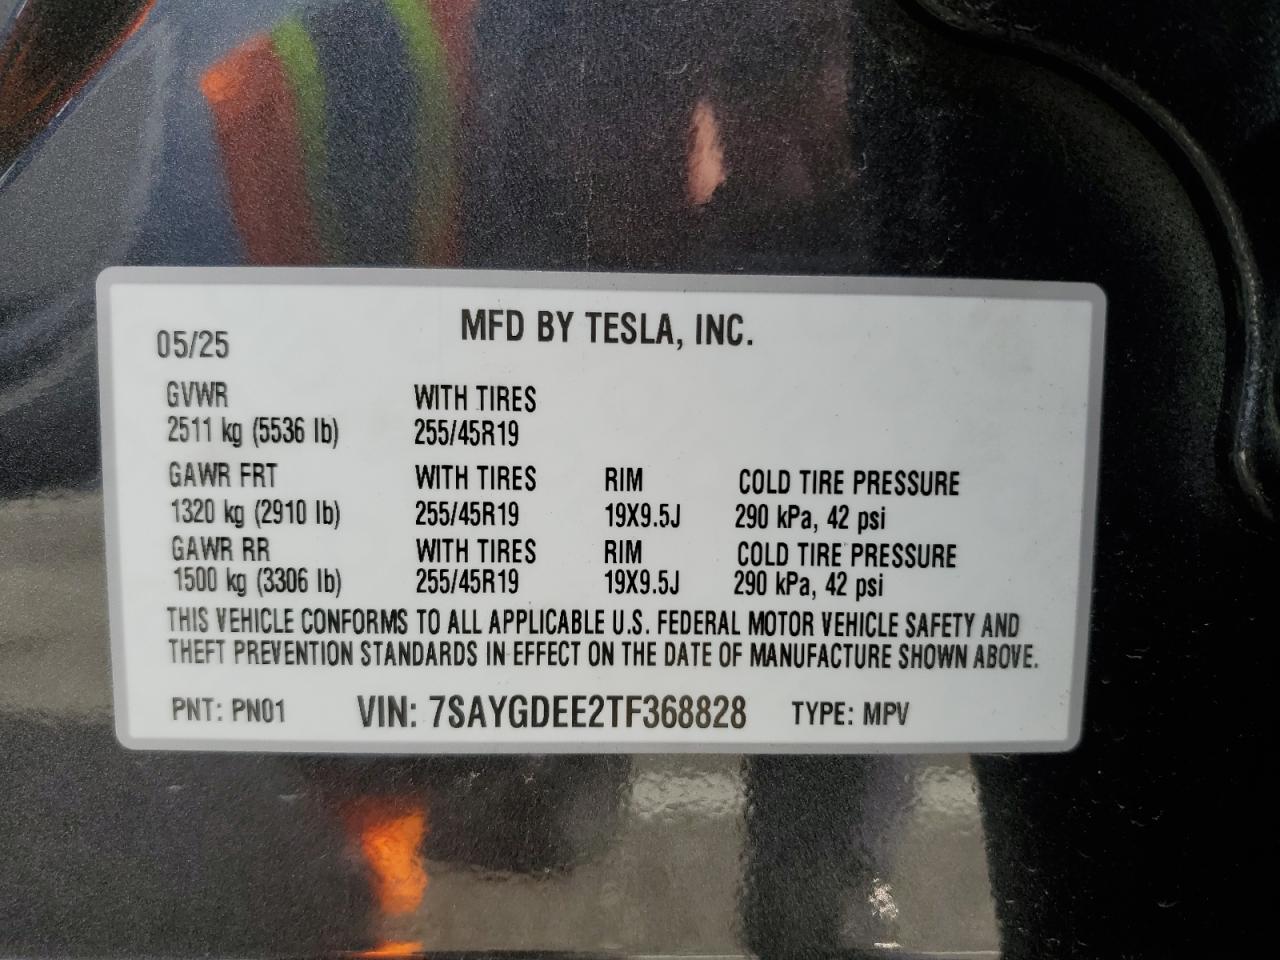 MFD BY TESLA, INC.
05/25
GVWR WITH TIRES
2511 kg (5536 lb) 255/45R19
GAWR FRT WITH TIRES RIM COLD TIRE PRESSURE
1320 kg (2910 lb) 255/45R19 19X9.5J 290 kPa, 42 psi
GAWR RR WITH TIRES RIM COLD TIRE PRESSURE
1500 kg (3306 lb) 255/45R19 19X9.5J 290 kPa, 42 psi
THIS VEHICLE CONFORMS TO ALL APPLICABLE U.S. FEDERAL MOTOR VEHICLE SAFETY AND
THEFT PREVENTION STANDARDS IN EFFECT ON THE DATE OF MANUFACTURE SHOWN ABOVE.
PNT: PN01 VIN: 7SAYGDEE2TF368828 TYPE: MPV